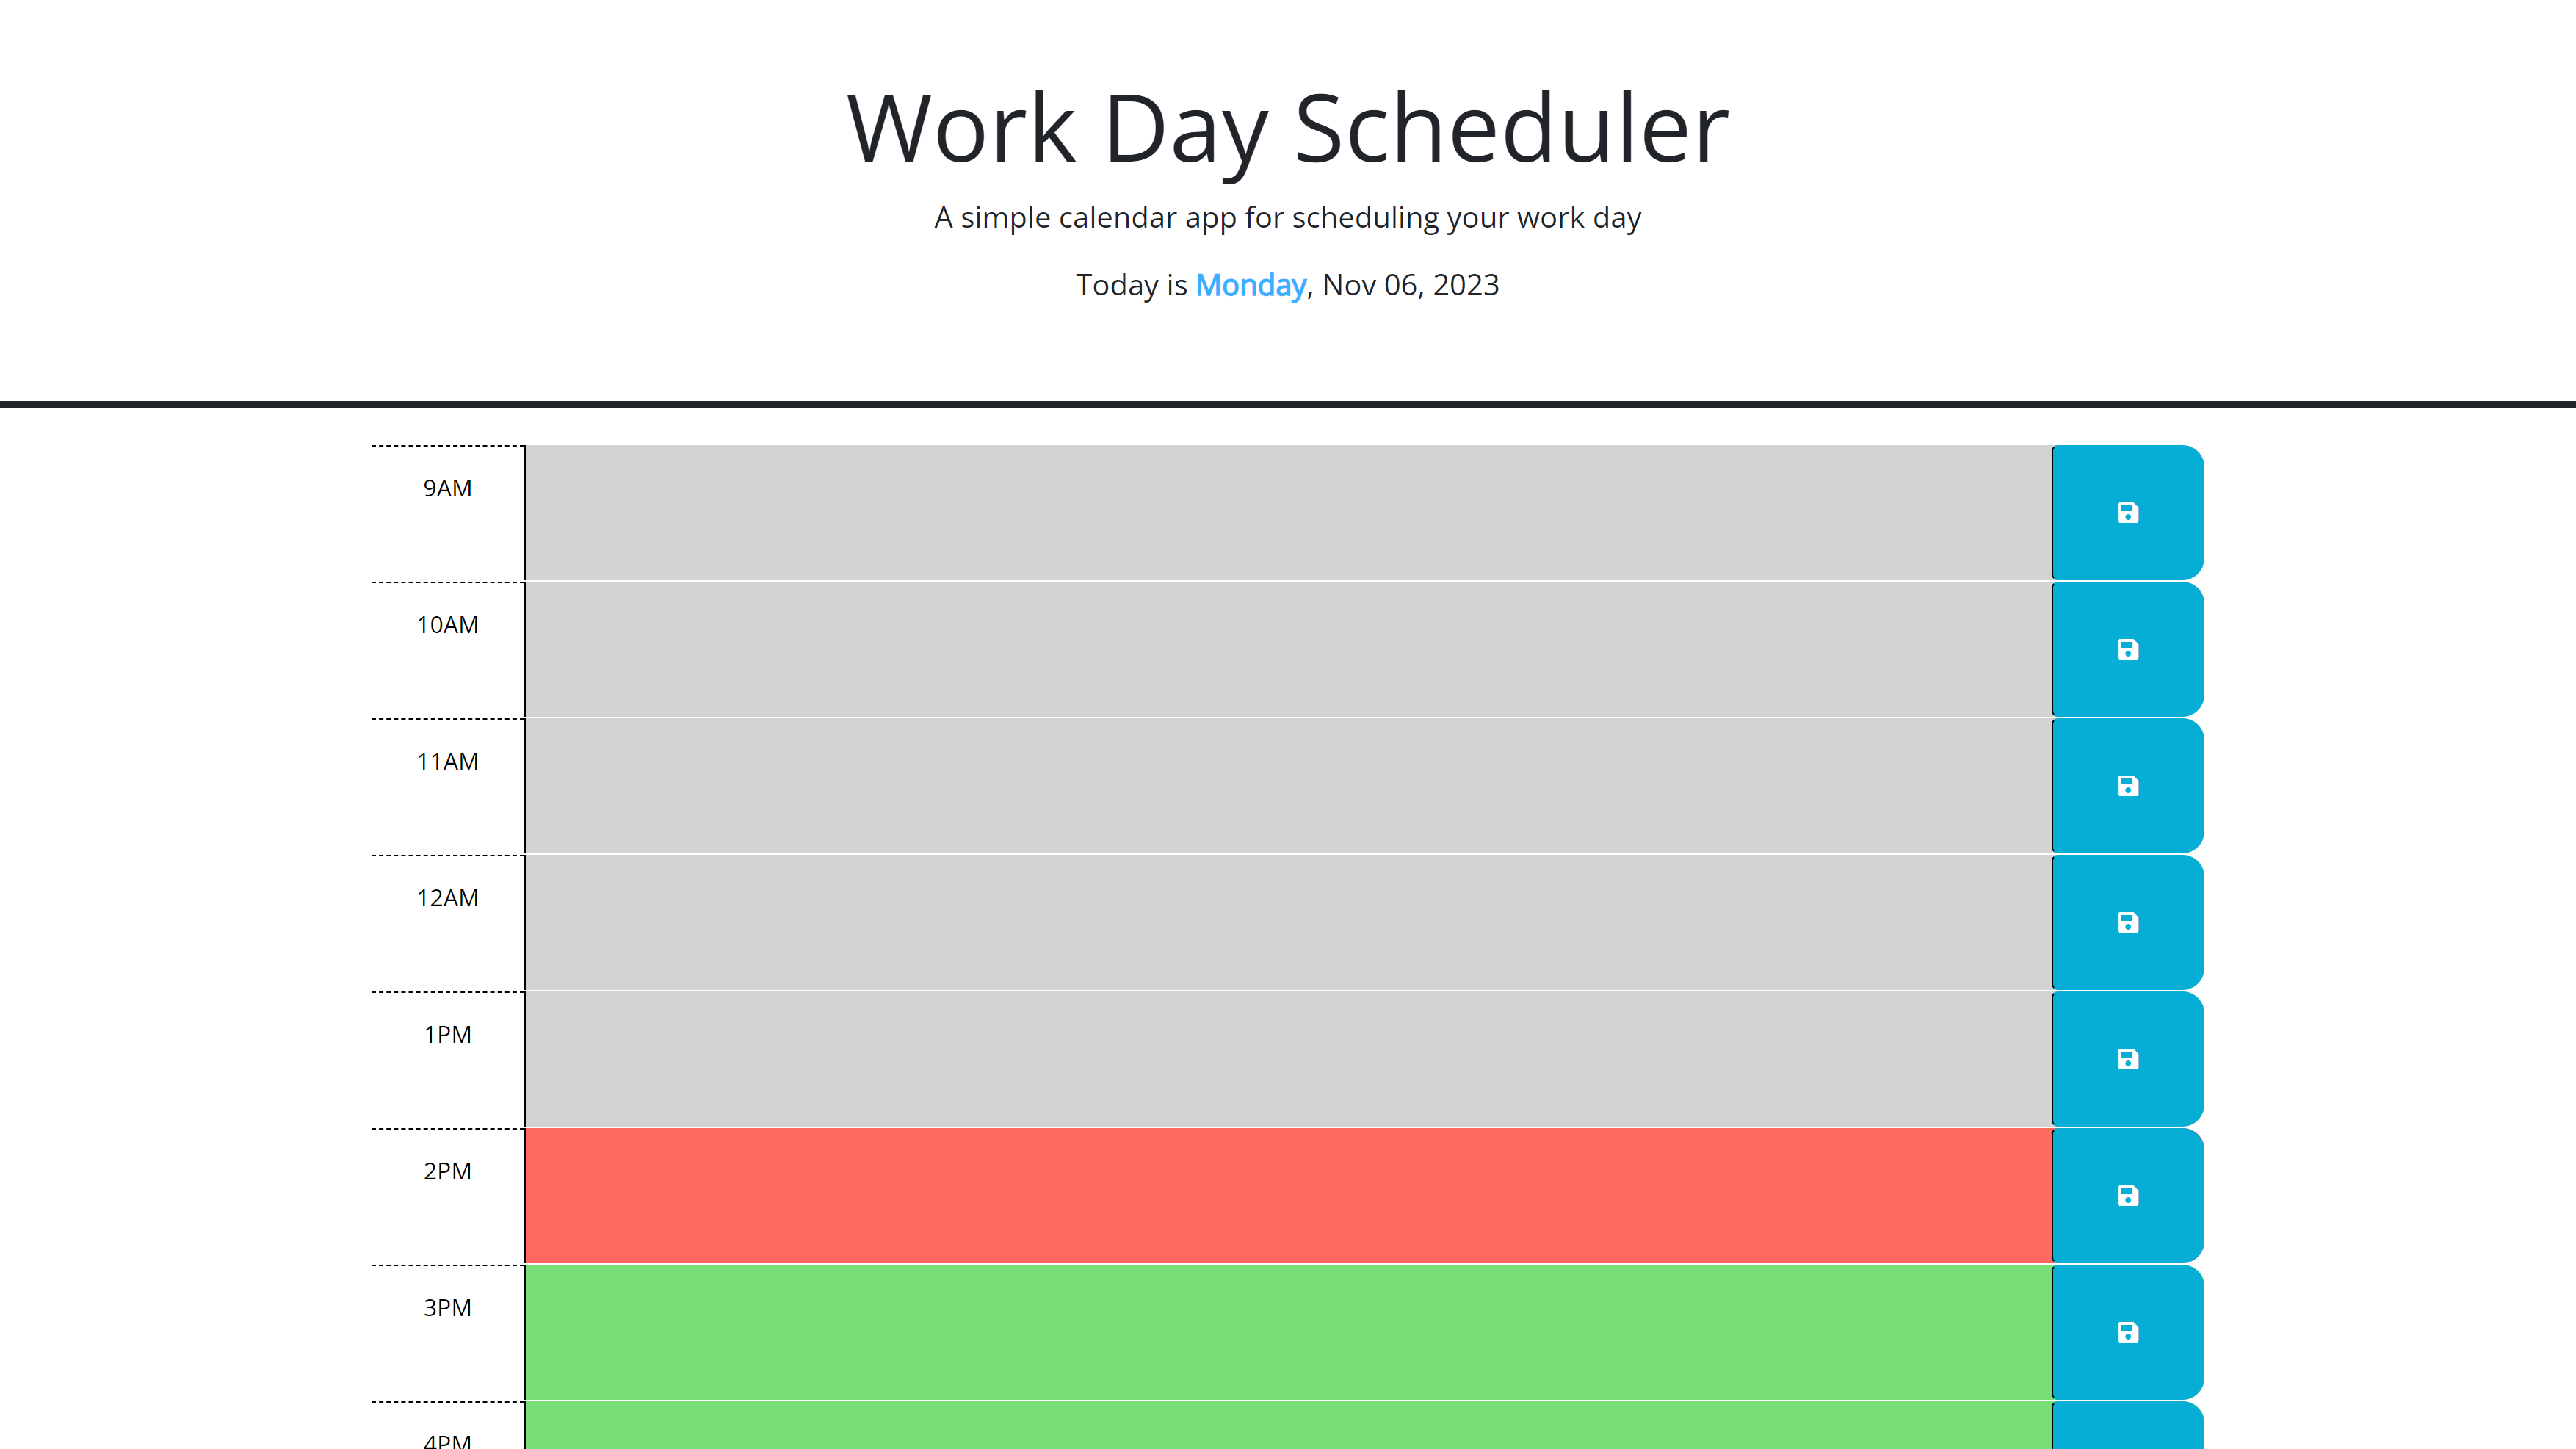 Work Day Scheduler
A simple calendar app for scheduling your work day
Today is Monday, Nov 06, 2023
9AM
10AM
11AM
12AM
1PM
2PM
3PM
4PM